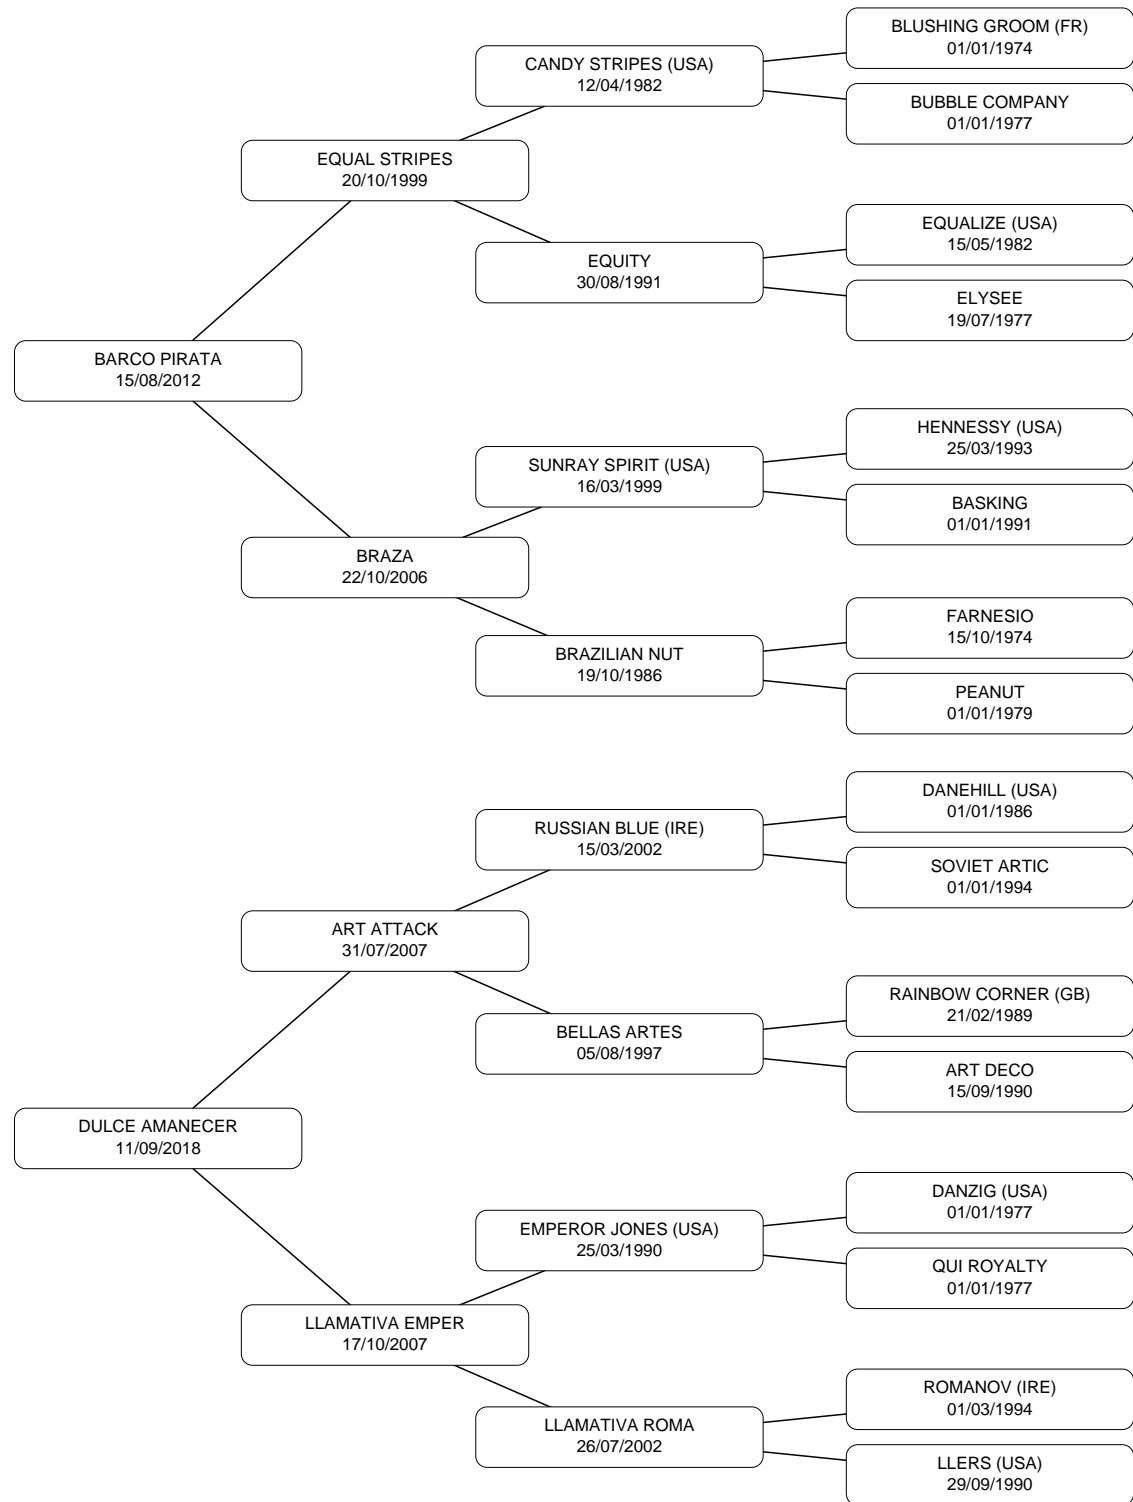 BLUSHING GROOM (FR)
01/01/1974
CANDY STRIPES (USA)
12/04/1982
BUBBLE COMPANY
01/01/1977
EQUAL STRIPES
20/10/1999
EQUALIZE (USA)
15/05/1982
EQUITY
30/08/1991
ELYSEE
19/07/1977
BARCO PIRATA
15/08/2012
HENNESSY (USA)
25/03/1993
SUNRAY SPIRIT (USA)
16/03/1999
BASKING
01/01/1991
BRAZA
22/10/2006
FARNESIO
15/10/1974
BRAZILIAN NUT
19/10/1986
PEANUT
01/01/1979
DANEHILL (USA)
01/01/1986
RUSSIAN BLUE (IRE)
15/03/2002
SOVIET ARTIC
01/01/1994
ART ATTACK
31/07/2007
RAINBOW CORNER (GB)
21/02/1989
BELLAS ARTES
05/08/1997
ART DECO
15/09/1990
DULCE AMANECER
11/09/2018
DANZIG (USA)
01/01/1977
EMPEROR JONES (USA)
25/03/1990
QUI ROYALTY
01/01/1977
LLAMATIVA EMPER
17/10/2007
ROMANOV (IRE)
01/03/1994
LLAMATIVA ROMA
26/07/2002
LLERS (USA)
29/09/1990